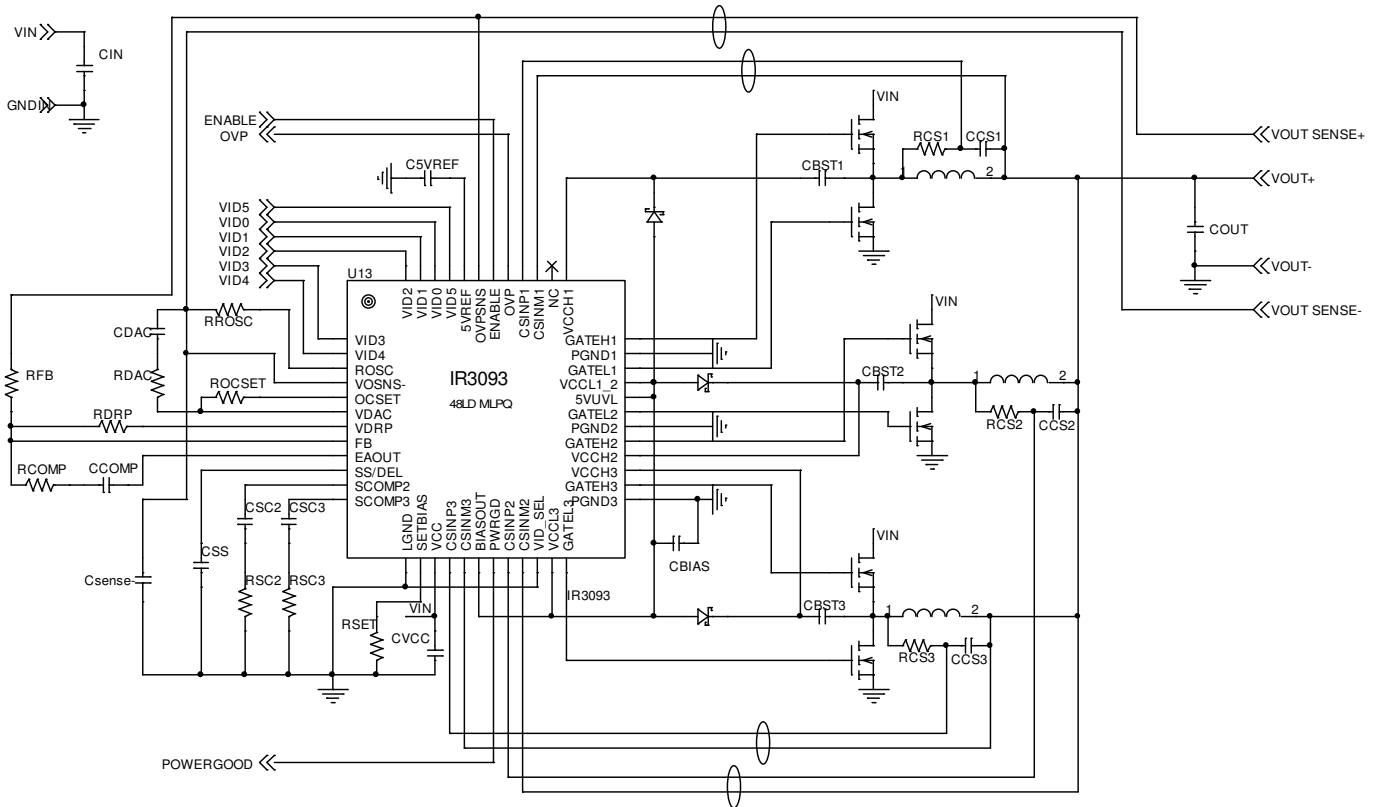 VIN
CIN
GNDIN
ENABLE
OVP
C5VREF
VID5
VID0
VID1
VID2
VID3
VID4
U13
VID2
VID1
VID0
VID5
5VREF
OVPSNS
ENABLE
OVP
CSINP1
CSINM1
NC
VCCH1
RROSC
CDAC
RDAC
ROCSET
RFB
RDRP
RCOMP
CCOMP
VID3
VID4
ROSC
VOSNS-
OCSET
VDAC
VDRP
FB
EAOUT
SS/DEL
SCOMP2
SCOMP3
IR3093
48LD MLPQ
GATEH1
PGND1
GATEL1
VCCL1_2
5VUVL
GATEL2
PGND2
GATEH2
VCCH2
VCCH3
GATEH3
PGND3
LGND
SETBIAS
VCC
CSINP3
CSINM3
BIASOUT
PWRGD
CSINP2
CSINM2
VID_SEL
VCCL3
GATEL3
IR3093
CSC2
CSC3
CSS
Csense-
RSC2
RSC3
RSET
VIN
CVCC
CBIAS
POWERGOOD
VIN
RCS1
CCS1
CBST1
1
2
VIN
CBST2
1
2
RCS2
CCS2
VIN
CBST3
1
2
RCS3
CCS3
VOUT SENSE+
VOUT+
COUT
VOUT-
VOUT SENSE-